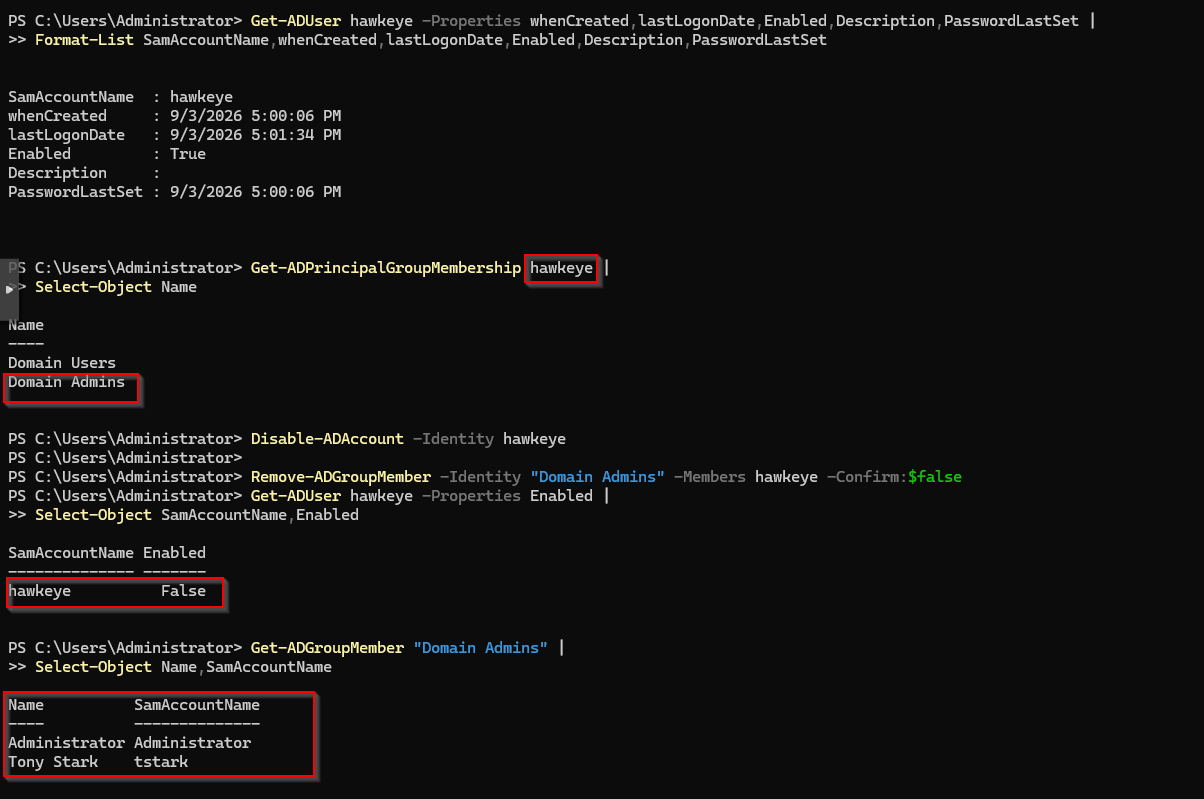 PS C:\Users\Administrator> Get-ADUser hawkeye -Properties whenCreated,lastLogonDate,Enabled,Description,PasswordLastSet |
>> Format-List SamAccountName,whenCreated,lastLogonDate,Enabled,Description,PasswordLastSet
SamAccountName  : hawkeye
whenCreated     : 9/3/2026 5:00:06 PM
lastLogonDate   : 9/3/2026 5:01:34 PM
Enabled         : True
Description     :
PasswordLastSet : 9/3/2026 5:00:06 PM
PS C:\Users\Administrator> Get-ADPrincipalGroupMembership hawkeye |
>> Select-Object Name
Name
----
Domain Users
Domain Admins
PS C:\Users\Administrator> Disable-ADAccount -Identity hawkeye
PS C:\Users\Administrator>
PS C:\Users\Administrator> Remove-ADGroupMember -Identity "Domain Admins" -Members hawkeye -Confirm:$false
PS C:\Users\Administrator> Get-ADUser hawkeye -Properties Enabled |
>> Select-Object SamAccountName,Enabled
SamAccountName Enabled
-------------- -------
hawkeye          False
PS C:\Users\Administrator> Get-ADGroupMember "Domain Admins" |
>> Select-Object Name,SamAccountName
Name          SamAccountName
----          --------------
Administrator Administrator
Tony Stark    tstark